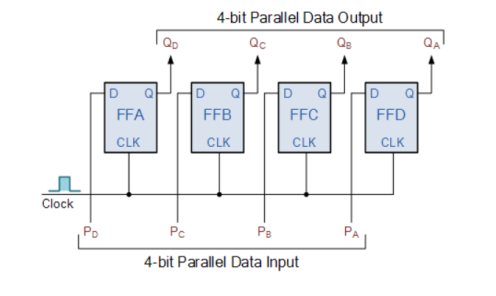 4-bit Parallel Data Output
QD QC QB QA
D Q D Q D Q D Q
FFA FFB FFC FFD
CLK CLK CLK CLK
Clock
PD PC PB PA
4-bit Parallel Data Input